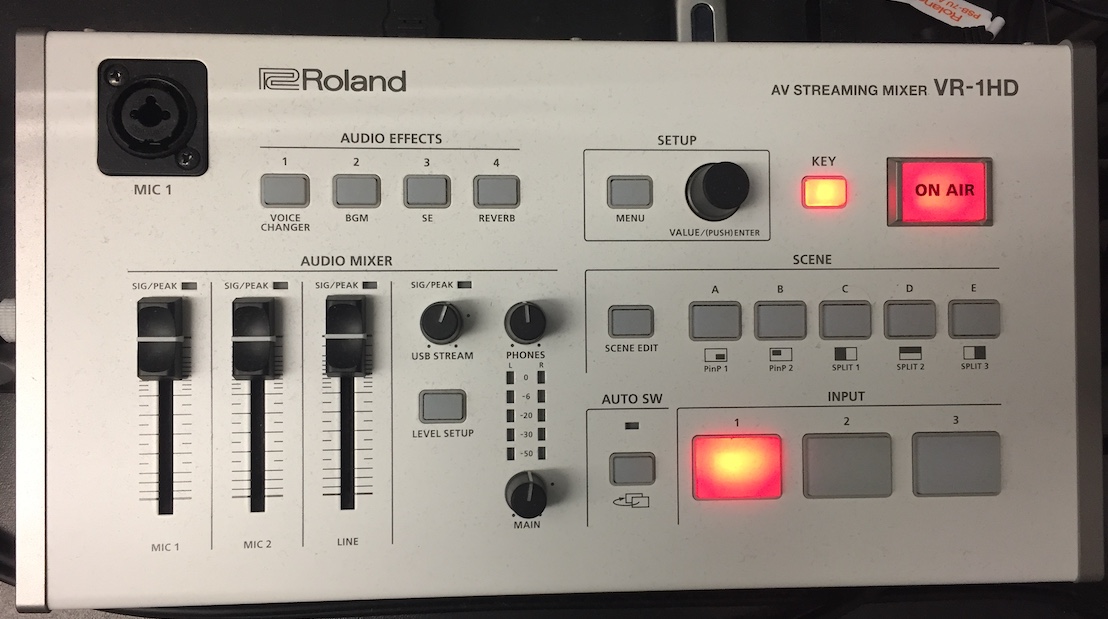 Roland
Roland
AV STREAMING MIXER VR-1HD
MIC 1
AUDIO EFFECTS
1 2 3 4
VOICE CHANGER BGM SE REVERB
SETUP
MENU
VALUE/(PUSH)ENTER
KEY
ON AIR
AUDIO MIXER
SIG/PEAK SIG/PEAK SIG/PEAK SIG/PEAK
USB STREAM
PHONES
L R
0
-6
-20
-30
-50
LEVEL SETUP
MAIN
MIC 1 MIC 2 LINE
SCENE
A B C D E
SCENE EDIT
PinP 1 PinP 2 SPLIT 1 SPLIT 2 SPLIT 3
AUTO SW
INPUT
1 2 3